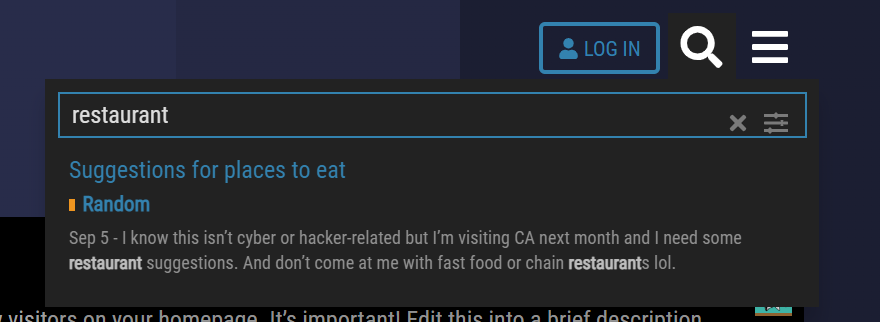 LOG IN
restaurant
Suggestions for places to eat
Random
Sep 5 - I know this isn't cyber or hacker-related but I'm visiting CA next month and I need some
restaurant suggestions. And don't come at me with fast food or chain restaurants lol.
visitors on your homepage. It's important! Edit this into a brief description